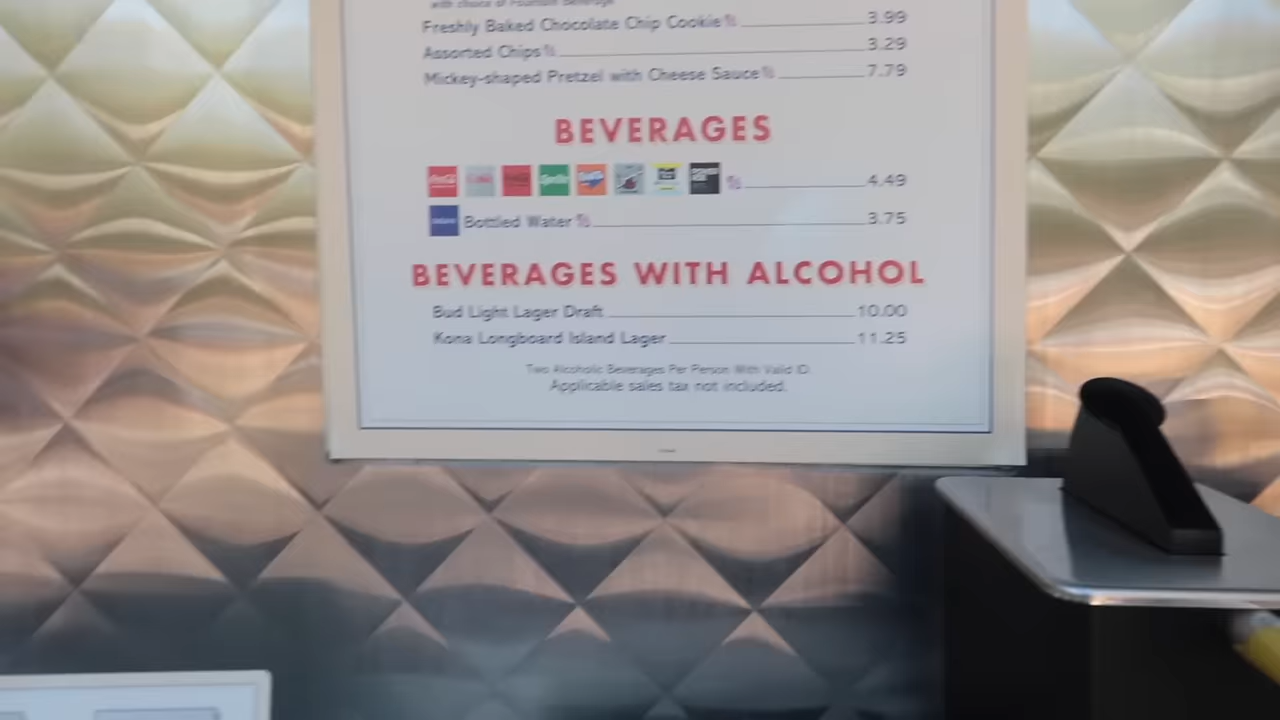 with choice of Fountain Beverage
Freshly Baked Chocolate Chip Cookie 3.99
Assorted Chips 3.29
Mickey-shaped Pretzel with Cheese Sauce 7.79
BEVERAGES
4.49
Bottled Water 3.75
BEVERAGES WITH ALCOHOL
Bud Light Lager Draft 10.00
Kona Longboard Island Lager 11.25
Two Alcoholic Beverages Per Person With Valid ID.
Applicable sales tax not included.